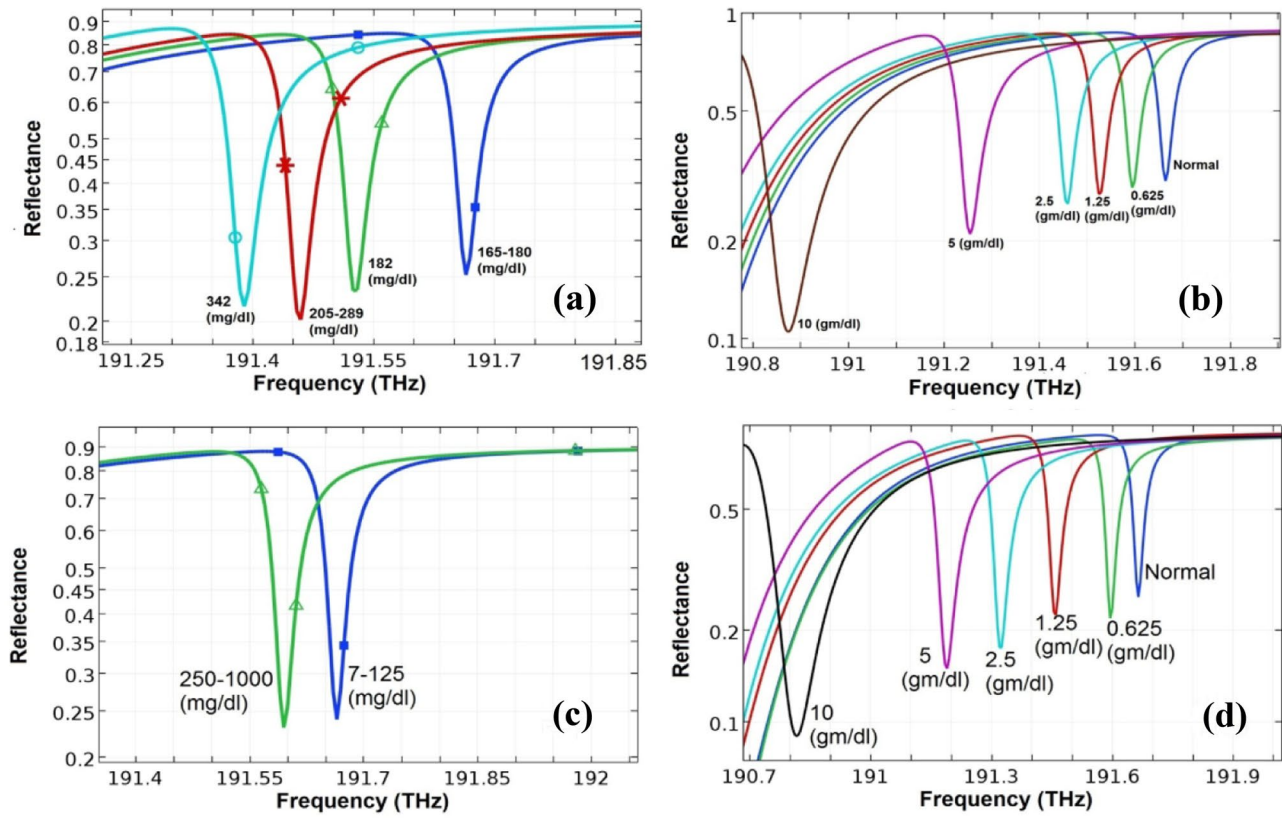 0.9
0.8
0.7
0.6
0.5
0.45
0.35
0.3
0.25
0.2
0.18
Reflectance
342
(mg/dl)
205-289
(mg/dl)
182
(mg/dl)
165-180
(mg/dl)
(a)
191.25 191.4 191.55 191.7 191.85
Frequency (THz)
1
0.5
0.2
0.1
Reflectance
10 (gm/dl)
5 (gm/dl)
2.5
(gm/dl)
1.25
(gm/dl)
0.625
(gm/dl)
Normal
(b)
190.8 191 191.2 191.4 191.6 191.8
Frequency (THz)
0.9
0.8
0.7
0.6
0.5
0.45
0.4
0.35
0.3
0.25
0.2
Reflectance
250-1000
(mg/dl)
7-125
(mg/dl)
(c)
191.4 191.55 191.7 191.85 192
Frequency (THz)
0.5
0.2
0.1
Reflectance
10
(gm/dl)
5
(gm/dl)
2.5
(gm/dl)
1.25
(gm/dl)
0.625
(gm/dl)
Normal
(d)
190.7 191 191.3 191.6 191.9
Frequency (THz)